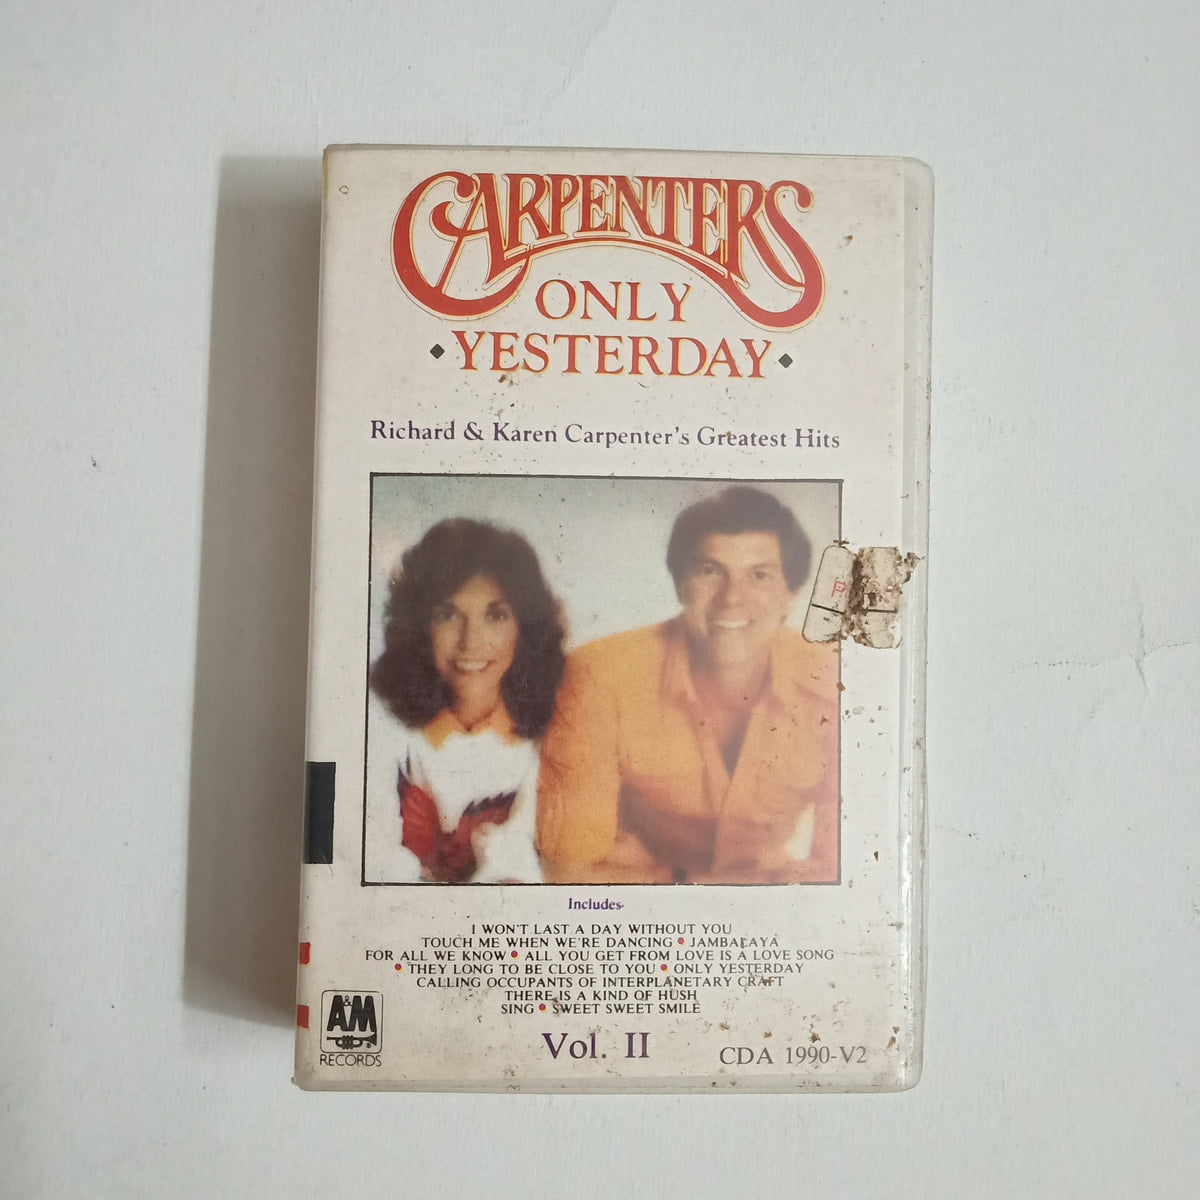 CARPENTERS
ONLY
YESTERDAY
Richard & Karen Carpenter's Greatest Hits
Includes
I WON'T LAST A DAY WITHOUT YOU
TOUCH ME WHEN WE'RE DANCING • JAMBALAYA
FOR ALL WE KNOW • ALL YOU GET FROM LOVE IS A LOVE SONG
• THEY LONG TO BE CLOSE TO YOU • ONLY YESTERDAY
CALLING OCCUPANTS OF INTERPLANETARY CRAFT
THERE IS A KIND OF HUSH
SING • SWEET SWEET SMILE
A&M
RECORDS
Vol. II
CDA 1990-V2